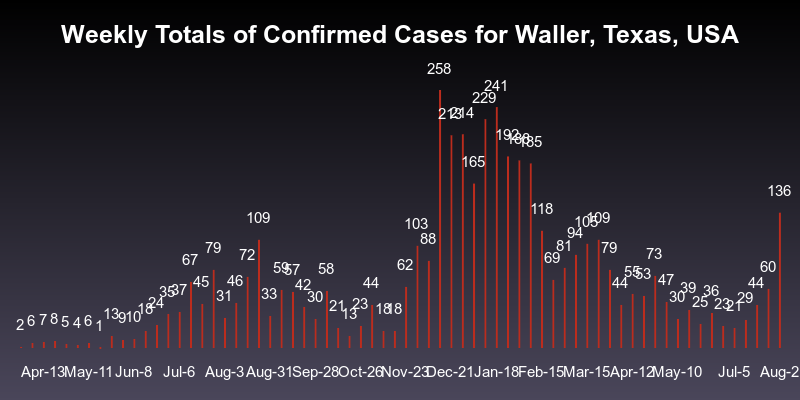 Weekly Totals of Confirmed Cases for Waller, Texas, USA
2 6 7 8 5 4 6 1 13 9 10 18 24 35 37 67 45 79 31 46 72 109 33 59 57 42 30 58 21 13 23 44 18 18 62 103 88 258 213 214 165 229 241 192 188 185 118 69 81 94 105 109 79 44 55 53 73 47 30 39 25 36 23 21 29 44 60 136
Apr-13 May-11 Jun-8 Jul-6 Aug-3 Aug-31 Sep-28 Oct-26 Nov-23 Dec-21 Jan-18 Feb-15 Mar-15 Apr-12 May-10 Jul-5 Aug-2